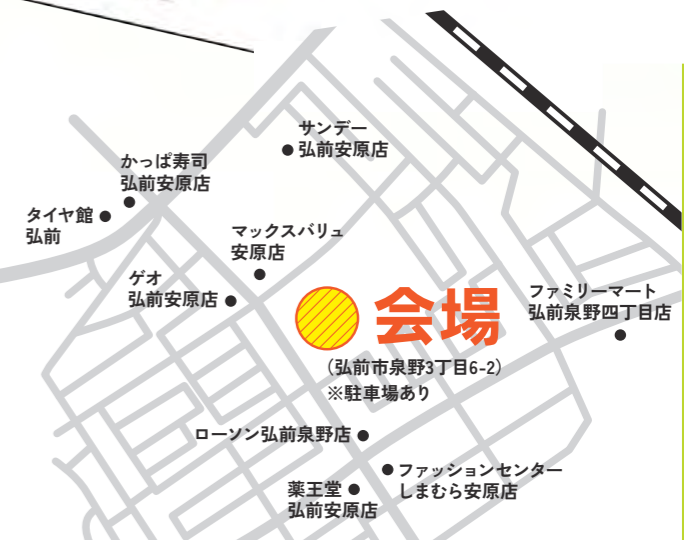 サンデー
弘前安原店
かっぱ寿司
弘前安原店
タイヤ館
弘前
マックスバリュ
安原店
ゲオ
弘前安原店
会場
ファミリーマート
弘前泉野四丁目店
（弘前市泉野3丁目6-2）
※駐車場あり
ローソン弘前泉野店
ファッションセンター
しまむら安原店
薬王堂
弘前安原店